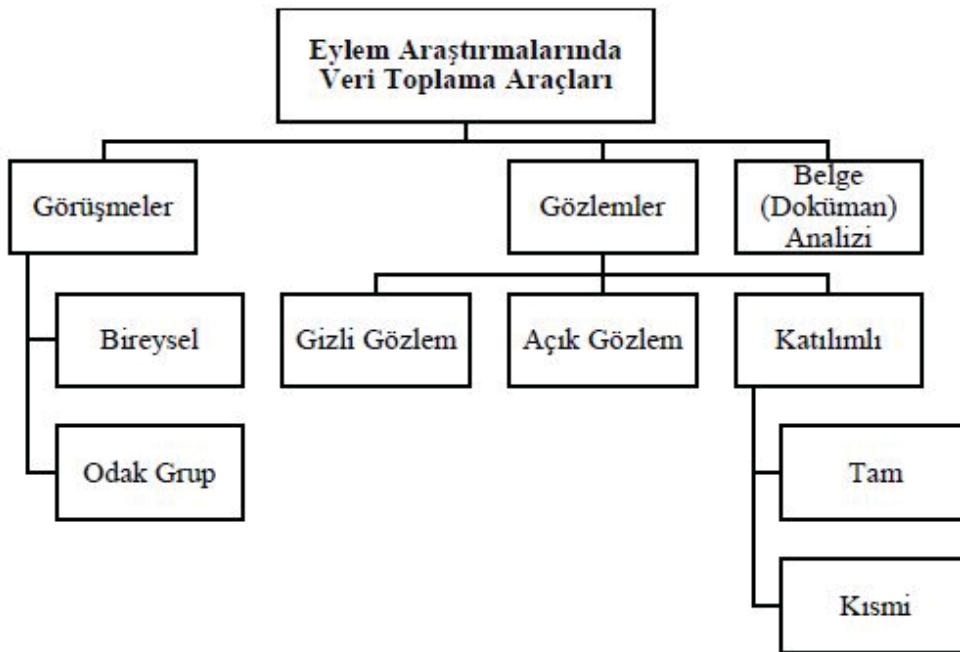 Eylem Araştırmalarında
Veri Toplama Araçları
Görüşmeler
Gözlemler
Belge
(Doküman)
Analizi
Bireysel
Gizli Gözlem
Açık Gözlem
Katılımlı
Odak Grup
Tam
Kısmi